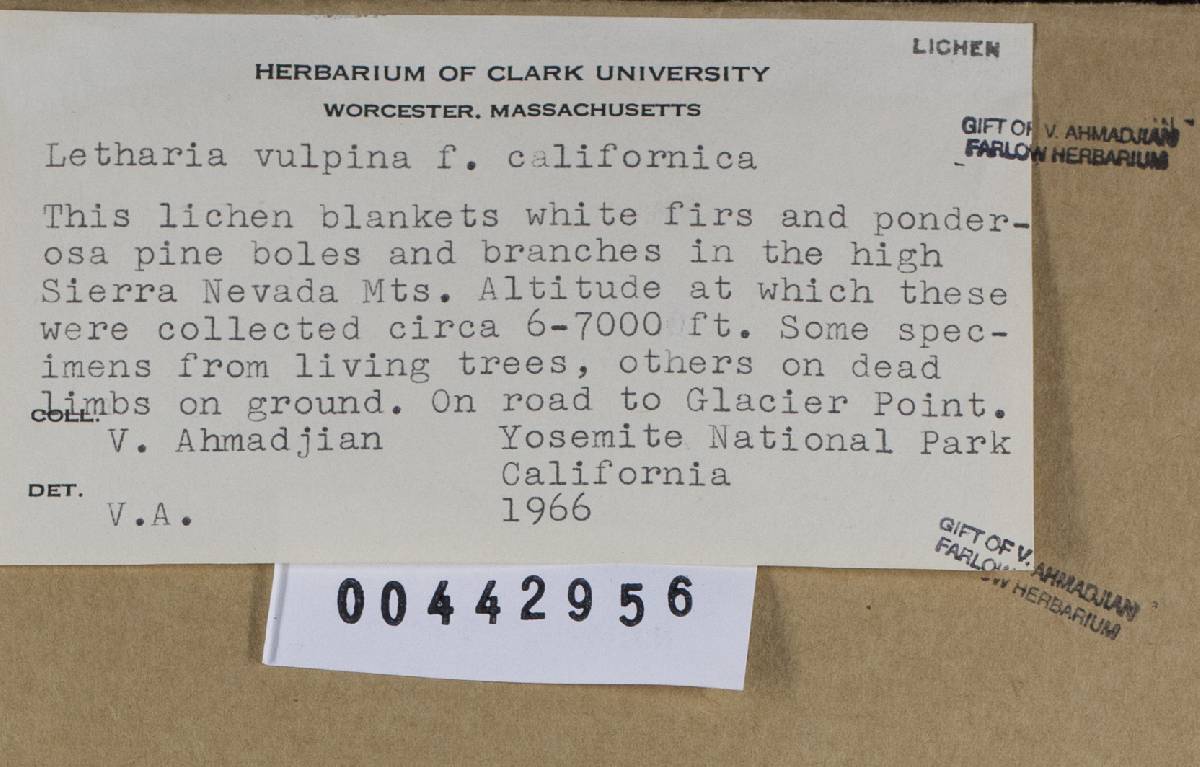 LICHEN
HERBARIUM OF CLARK UNIVERSITY
WORCESTER, MASSACHUSETTS
GIFT OF V. AHMADJIAN
FARLOW HERBARIUM
Letharia vulpina f. californica
This lichen blankets white firs and ponder-
osa pine boles and branches in the high
Sierra Nevada Mts. Altitude at which these
were collected circa 6-7000 ft. Some spec-
imens from living trees, others on dead
limbs on ground. On road to Glacier Point.
COLL.
V. Ahmadjian Yosemite National Park
California
DET.
V.A. 1966
GIFT OF V. AHMADJIAN
FARLOW HERBARIUM
00442956